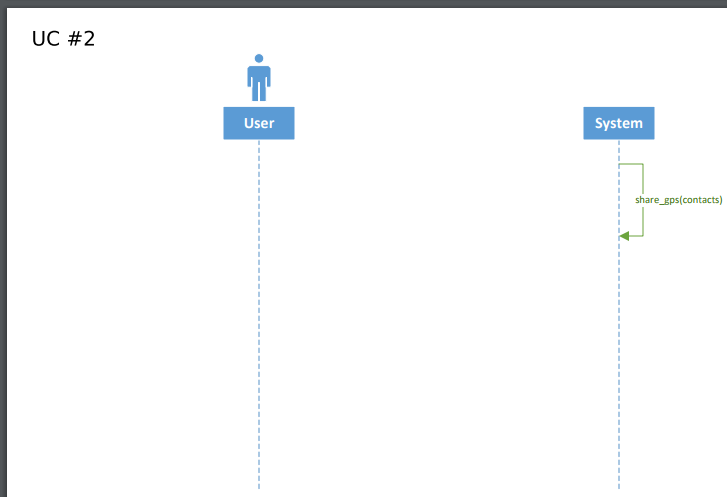 UC #2
User
System
share_gps(contacts)